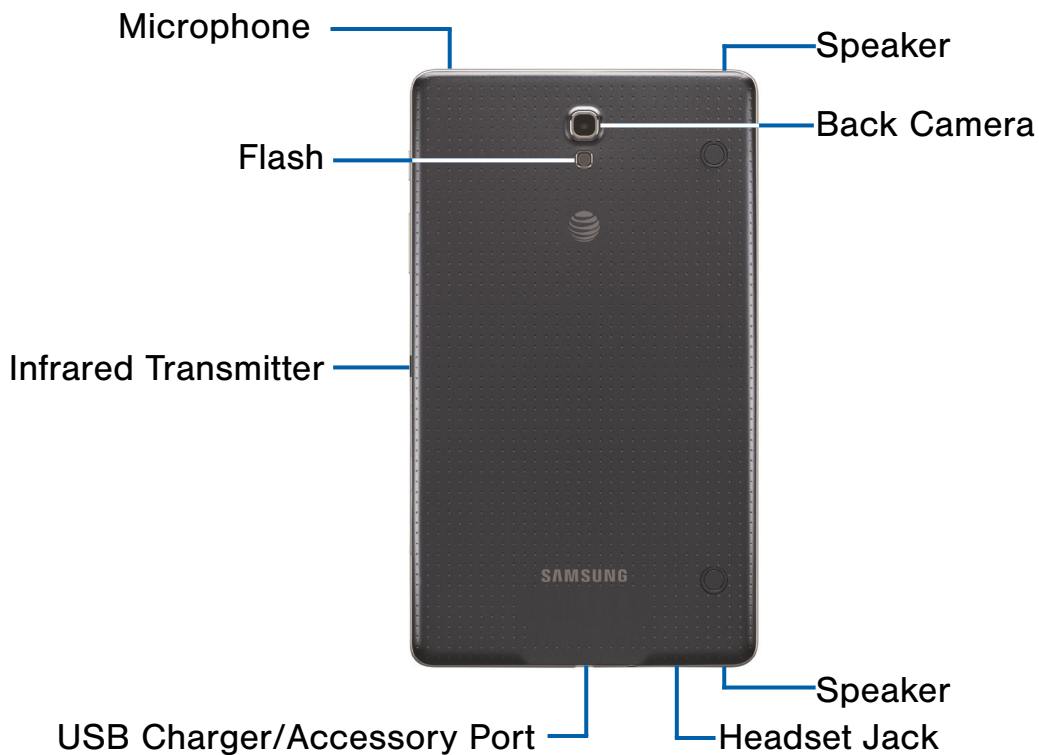 Microphone
Speaker
Back Camera
Flash
Infrared Transmitter
SAMSUNG
Speaker
USB Charger/Accessory Port
Headset Jack